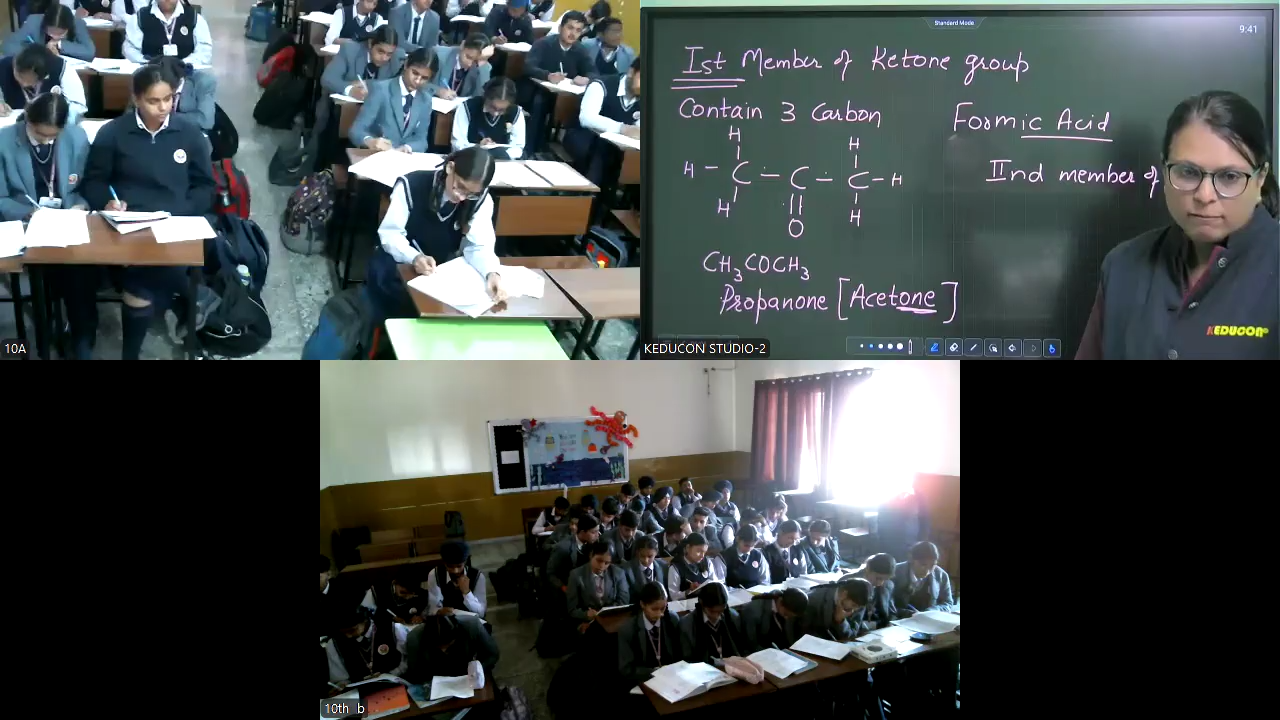 Standard Mode
9:41
Ist Member of Ketone group
Contain 3 Carbon
H H
H - C - C - C - H
H O H
CH3COCH3
Propanone [Acetone]
Formic Acid
IInd member of
KEDUCON
10A
KEDUCON STUDIO-2
10th b